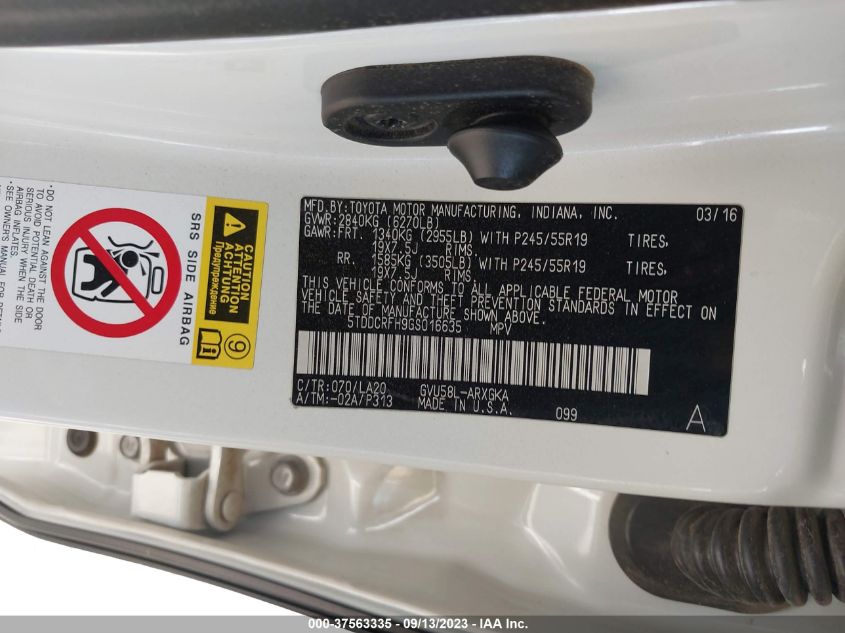 MFD.BY:TOYOTA MOTOR MANUFACTURING, INDIANA, INC. 03/16
GVWR:2840KG (6270LB)
GAWR:FRT. 1340KG (2955LB) WITH P245/55R19 TIRES,
19X7.5J RIMS.
RR. 1585KG (3505LB) WITH P245/55R19 TIRES,
19X7.5J RIMS.
THIS VEHICLE CONFORMS TO ALL APPLICABLE FEDERAL MOTOR
VEHICLE SAFETY AND THEFT PREVENTION STANDARDS IN EFFECT ON
THE DATE OF MANUFACTURE SHOWN ABOVE.
5TDDCRFH9GS016635 MPV
C/TR:070/LA20 GVU58L-ARXGKA
A/TM:-02A/P313 MADE IN U.S.A. 099
A
CAUTION
ATTENTION
ACHTUNG
Предупреждение
9
SRS SIDE AIRBAG
•DO NOT LEAN AGAINST THE DOOR
TO AVOID POTENTIAL DEATH OR
SERIOUS INJURY WHEN THE SIDE
AIRBAG INFLATES.
•SEE OWNER'S MANUAL FOR
000-37563335 - 09/13/2023 - IAA Inc.